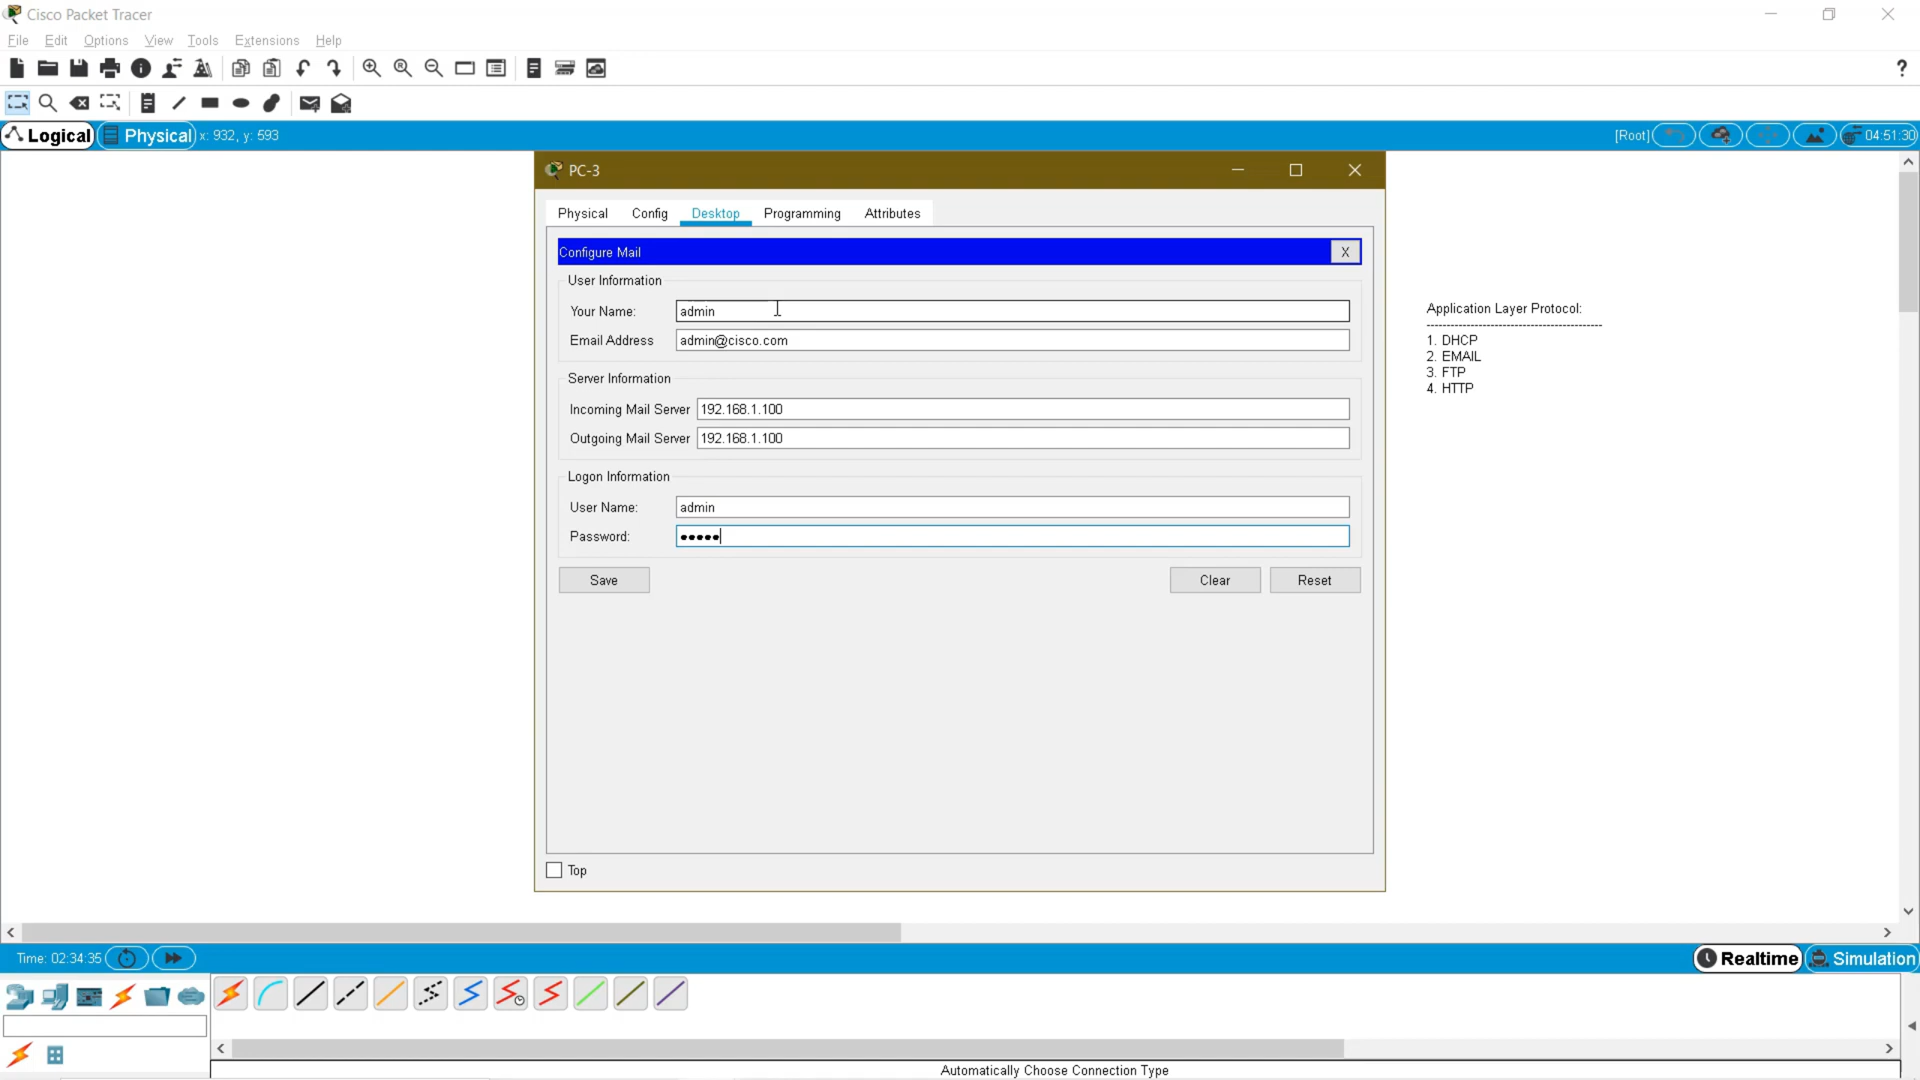 Cisco Packet Tracer
File Edit Options View Tools Extensions Help
?
Logical Physical x: 932, y: 593 [Root] 04:51:30
PC-3
Physical Config Desktop Programming Attributes
Configure Mail X
User Information
Your Name: admin
Email Address admin@cisco.com
Server Information
Incoming Mail Server 192.168.1.100
Outgoing Mail Server 192.168.1.100
Logon Information
User Name: admin
Password: •••••
Save Clear Reset
Top
Application Layer Protocol:
--------------------------------------------
1. DHCP
2. EMAIL
3. FTP
4. HTTP
Time: 02:34:35 Realtime Simulation
Automatically Choose Connection Type